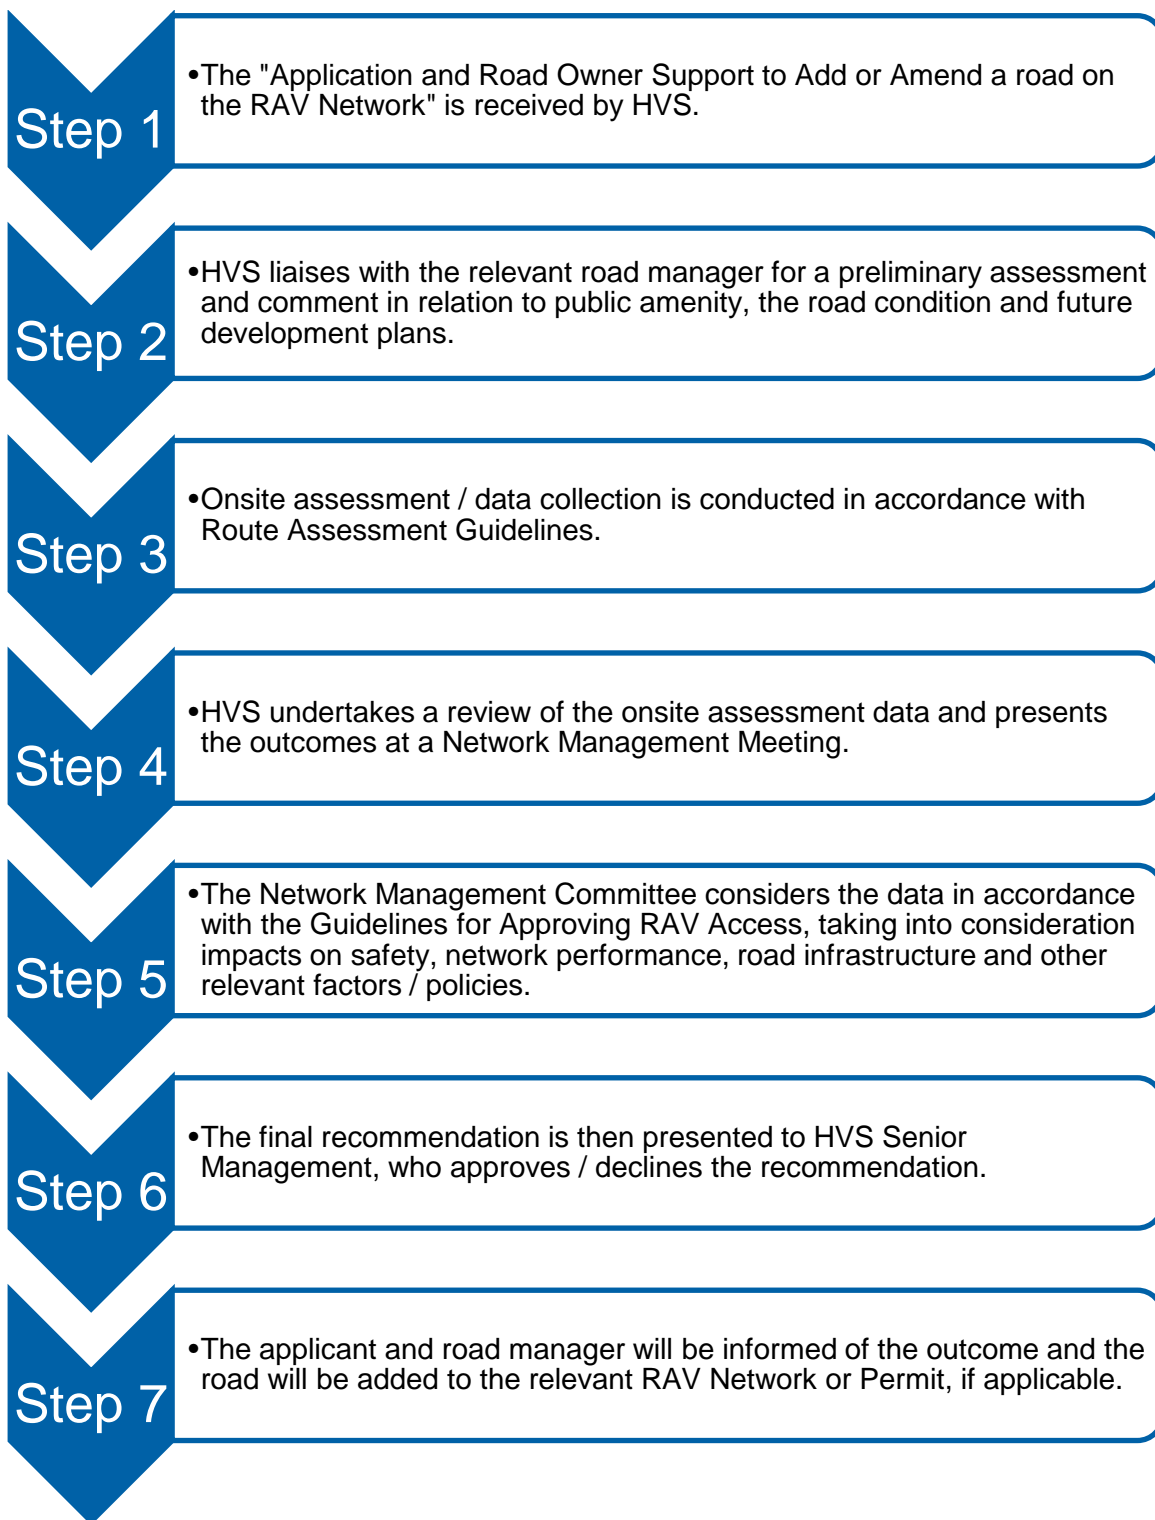 Step 1
•The "Application and Road Owner Support to Add or Amend a road on
the RAV Network" is received by HVS.
Step 2
•HVS liaises with the relevant road manager for a preliminary assessment
and comment in relation to public amenity, the road condition and future
development plans.
Step 3
•Onsite assessment / data collection is conducted in accordance with
Route Assessment Guidelines.
Step 4
•HVS undertakes a review of the onsite assessment data and presents
the outcomes at a Network Management Meeting.
Step 5
•The Network Management Committee considers the data in accordance
with the Guidelines for Approving RAV Access, taking into consideration
impacts on safety, network performance, road infrastructure and other
relevant factors / policies.
Step 6
•The final recommendation is then presented to HVS Senior
Management, who approves / declines the recommendation.
Step 7
•The applicant and road manager will be informed of the outcome and the
road will be added to the relevant RAV Network or Permit, if applicable.